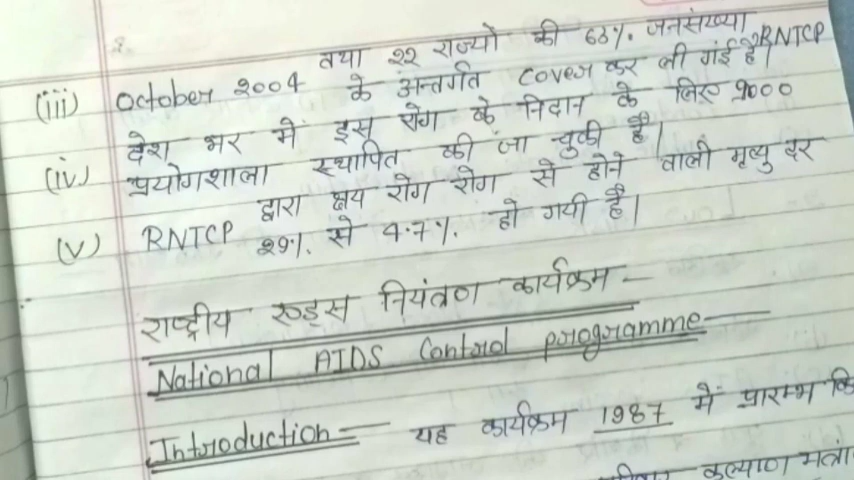 तथा 22 राज्यों की 68%. जनसंख्या RNTCP
(iii) October 2004 के अन्तर्गत cover कर ली गई है।
देश भर में इस रोग के निदान के लिए 9000
(iv) प्रयोगशाला स्थापित की जा चुकी है।
द्वारा क्षय रोग रोग से होने वाली मृत्यु दर
(v) RNTCP 29%. से 4.7%. हो गयी है।
राष्ट्रीय एड्स नियंत्रण कार्यक्रम —
National AIDS Control programme —
Introduction — यह कार्यक्रम 1987 में प्रारम्भ
कल्याण